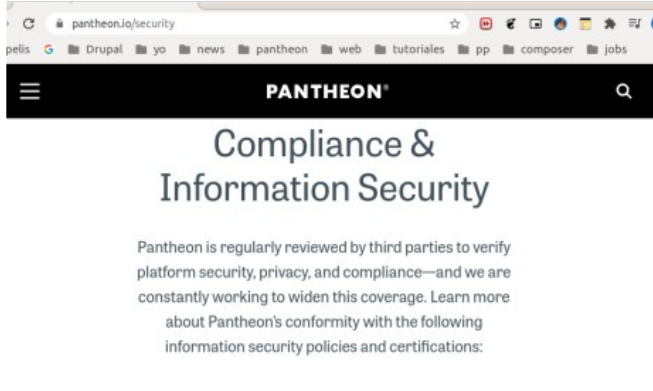 pantheon.io/security
pelis Drupal yo news pantheon web tutoriales pp composer jobs
PANTHEON®
Compliance &
Information Security
Pantheon is regularly reviewed by third parties to verify
platform security, privacy, and compliance—and we are
constantly working to widen this coverage. Learn more
about Pantheon's conformity with the following
information security policies and certifications: